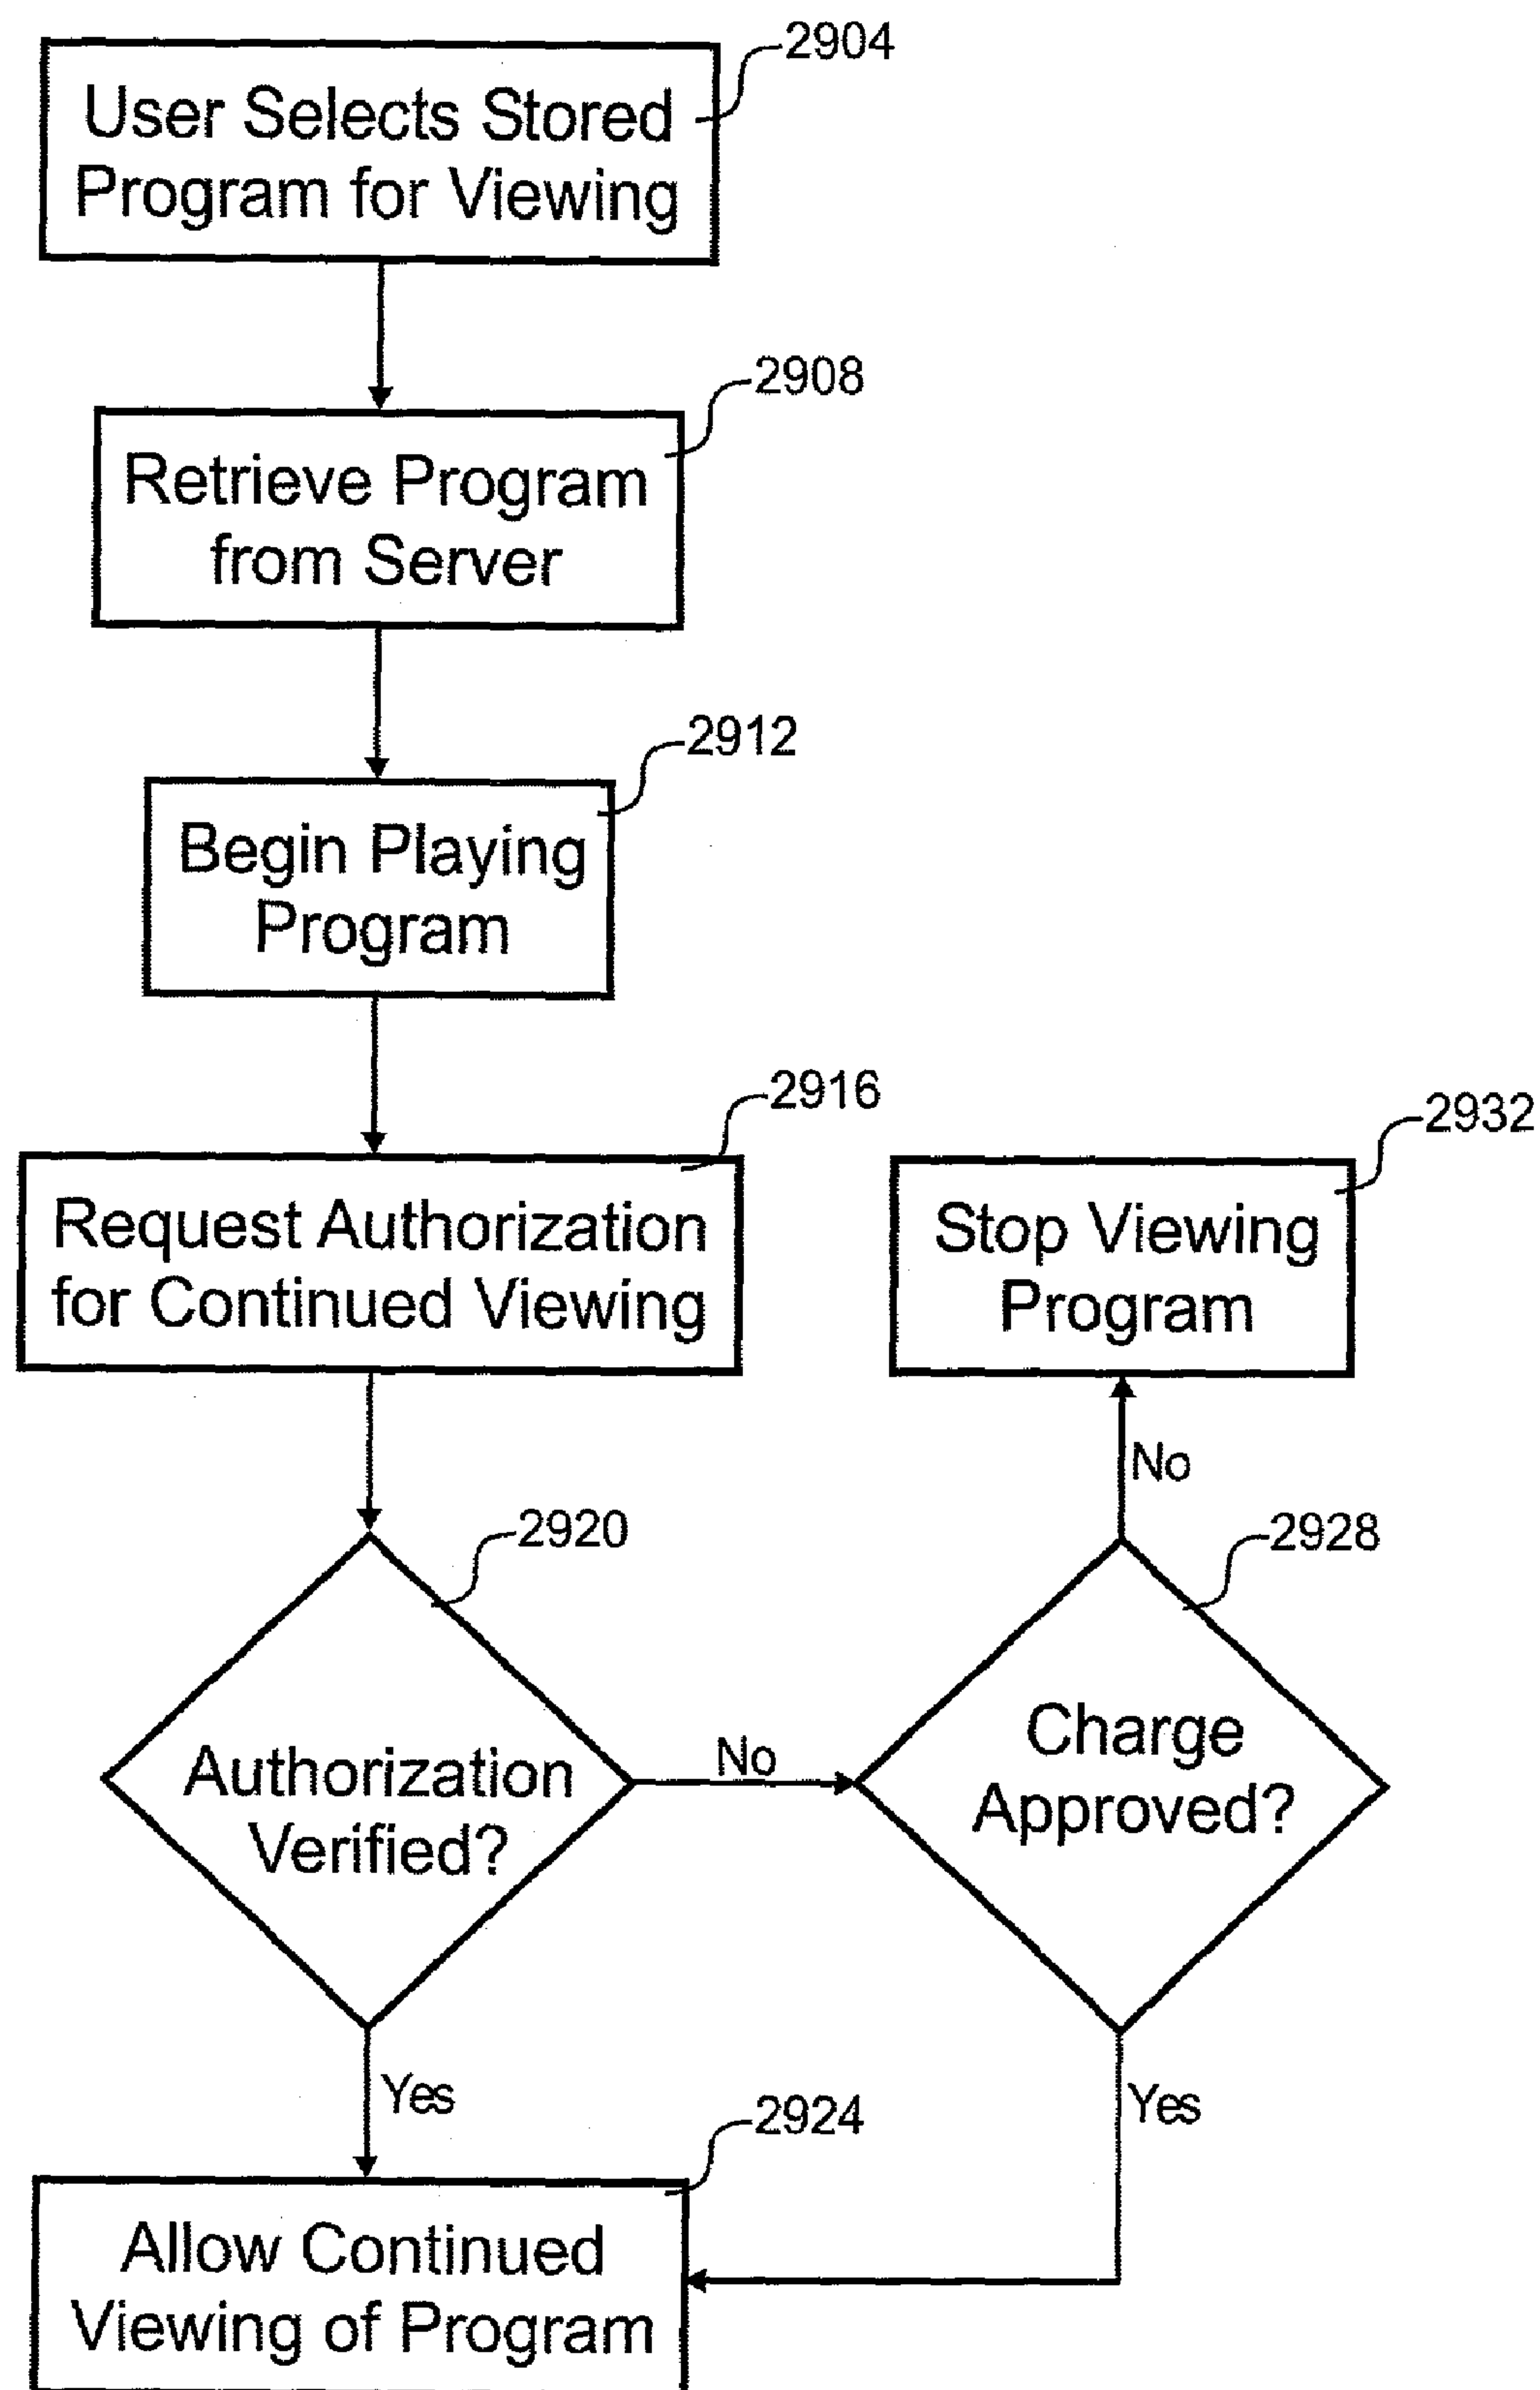 2904
User Selects Stored
Program for Viewing
2908
Retrieve Program
from Server
2912
Begin Playing
Program
2916
Request Authorization
for Continued Viewing
2932
Stop Viewing
Program
No
2920
Authorization
Verified?
No
2928
Charge
Approved?
Yes
Yes
2924
Allow Continued
Viewing of Program